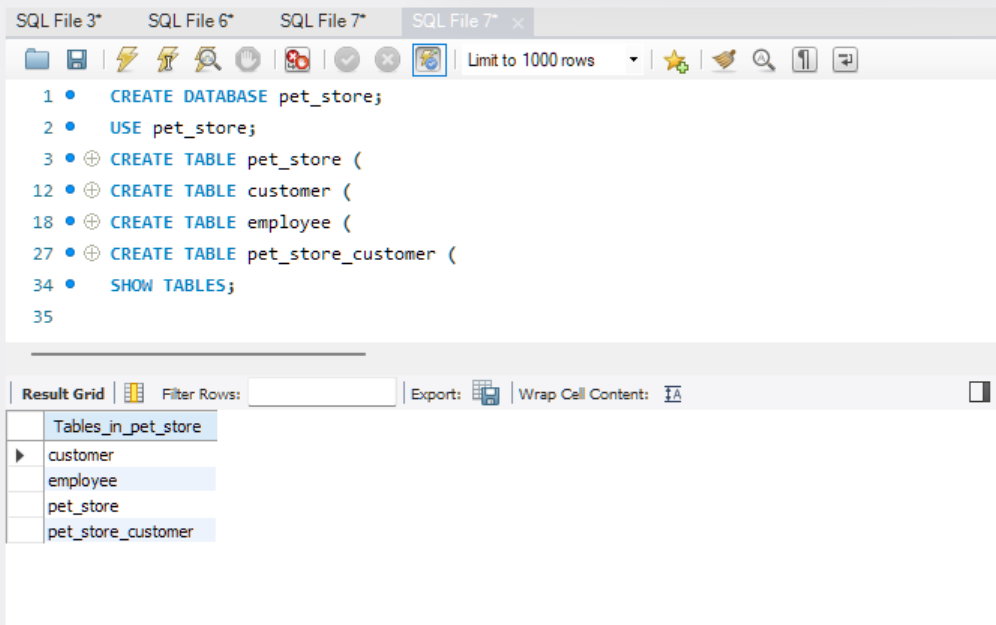 SQL File 3* SQL File 6* SQL File 7* SQL File 7*
Limit to 1000 rows
1 CREATE DATABASE pet_store;
2 USE pet_store;
3 CREATE TABLE pet_store (
12 CREATE TABLE customer (
18 CREATE TABLE employee (
27 CREATE TABLE pet_store_customer (
34 SHOW TABLES;
35
Result Grid Filter Rows: Export: Wrap Cell Content:
Tables_in_pet_store
customer
employee
pet_store
pet_store_customer